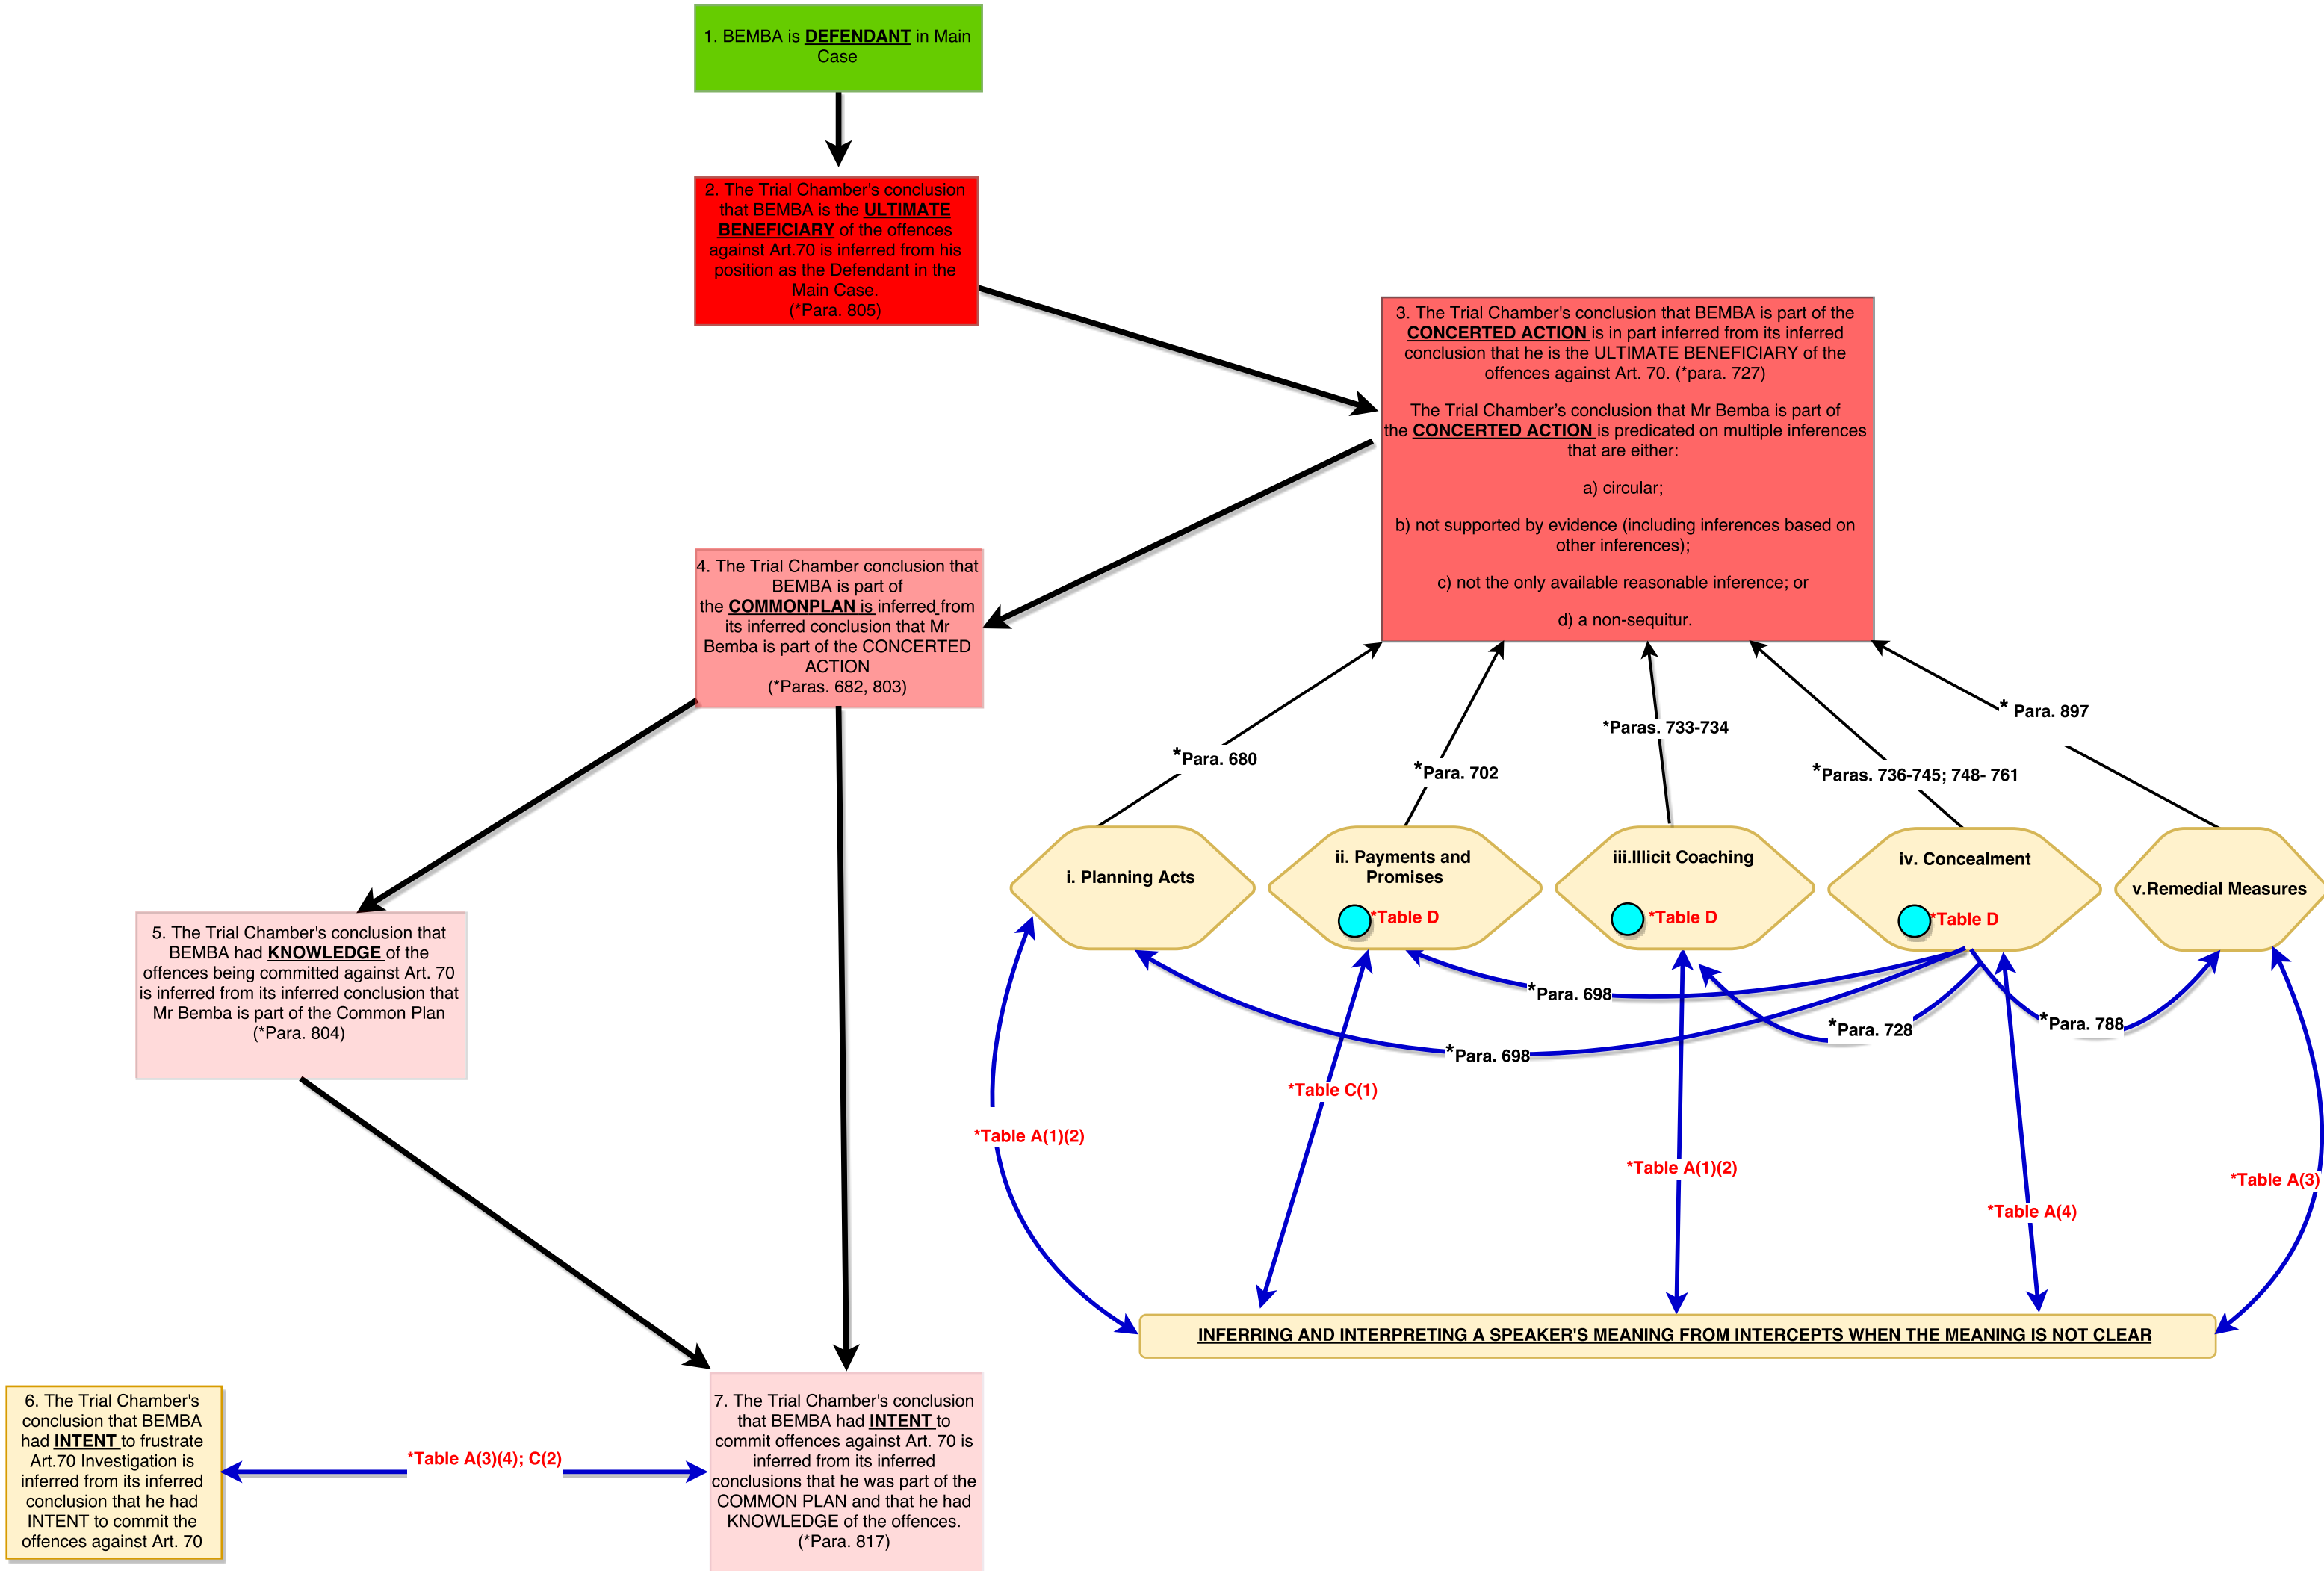 1. BEMBA is DEFENDANT in Main
Case
2. The Trial Chamber's conclusion
that BEMBA is the ULTIMATE
BENEFICIARY of the offences
against Art.70 is inferred from his
position as the Defendant in the
Main Case.
(*Para. 805)
3. The Trial Chamber's conclusion that BEMBA is part of the
CONCERTED ACTION is in part inferred from its inferred
conclusion that he is the ULTIMATE BENEFICIARY of the
offences against Art. 70. (*para. 727)
The Trial Chamber's conclusion that Mr Bemba is part of
the CONCERTED ACTION is predicated on multiple inferences
that are either:
a) circular;
b) not supported by evidence (including inferences based on
other inferences);
c) not the only available reasonable inference; or
d) a non-sequitur.
4. The Trial Chamber conclusion that
BEMBA is part of
the COMMONPLAN is inferred from
its inferred conclusion that Mr
Bemba is part of the CONCERTED
ACTION
(*Paras. 682, 803)
*Para. 680
*Para. 702
*Paras. 733-734
*Paras. 736-745; 748- 761
* Para. 897
i. Planning Acts
ii. Payments and
Promises
*Table D
iii.Illicit Coaching
*Table D
iv. Concealment
*Table D
v.Remedial Measures
5. The Trial Chamber's conclusion that
BEMBA had KNOWLEDGE of the
offences being committed against Art. 70
is inferred from its inferred conclusion that
Mr Bemba is part of the Common Plan
(*Para. 804)
*Para. 698
*Para. 698
*Para. 728
*Para. 788
*Table A(1)(2)
*Table C(1)
*Table A(1)(2)
*Table A(4)
*Table A(3)
INFERRING AND INTERPRETING A SPEAKER'S MEANING FROM INTERCEPTS WHEN THE MEANING IS NOT CLEAR
6. The Trial Chamber's
conclusion that BEMBA
had INTENT to frustrate
Art.70 Investigation is
inferred from its inferred
conclusion that he had
INTENT to commit the
offences against Art. 70
*Table A(3)(4); C(2)
7. The Trial Chamber's conclusion
that BEMBA had INTENT to
commit offences against Art. 70 is
inferred from its inferred
conclusions that he was part of the
COMMON PLAN and that he had
KNOWLEDGE of the offences.
(*Para. 817)